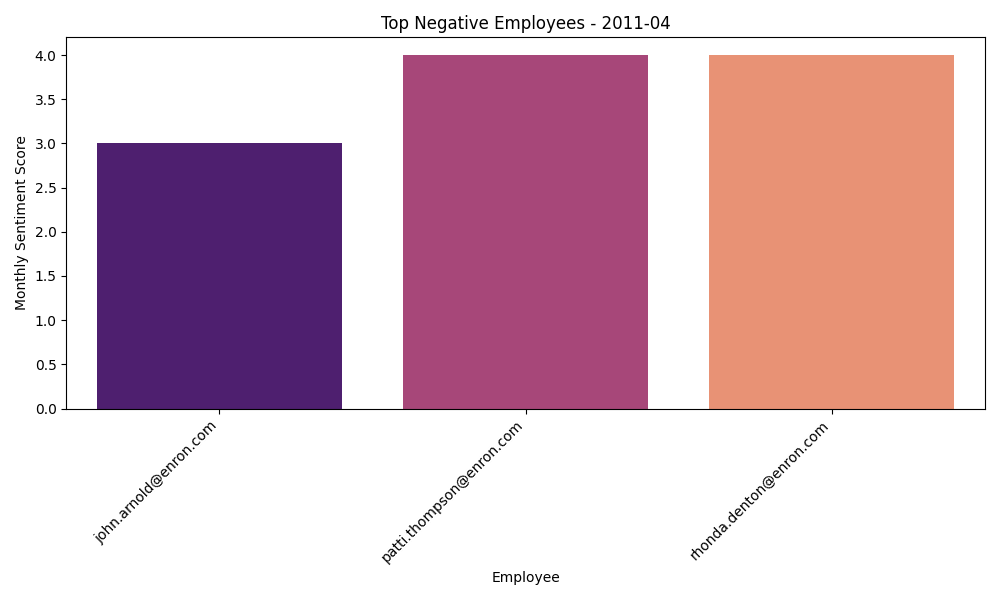 Top Negative Employees - 2011-04
Monthly Sentiment Score
4.0
3.5
3.0
2.5
2.0
1.5
1.0
0.5
0.0
john.arnold@enron.com
patti.thompson@enron.com
rhonda.denton@enron.com
Employee